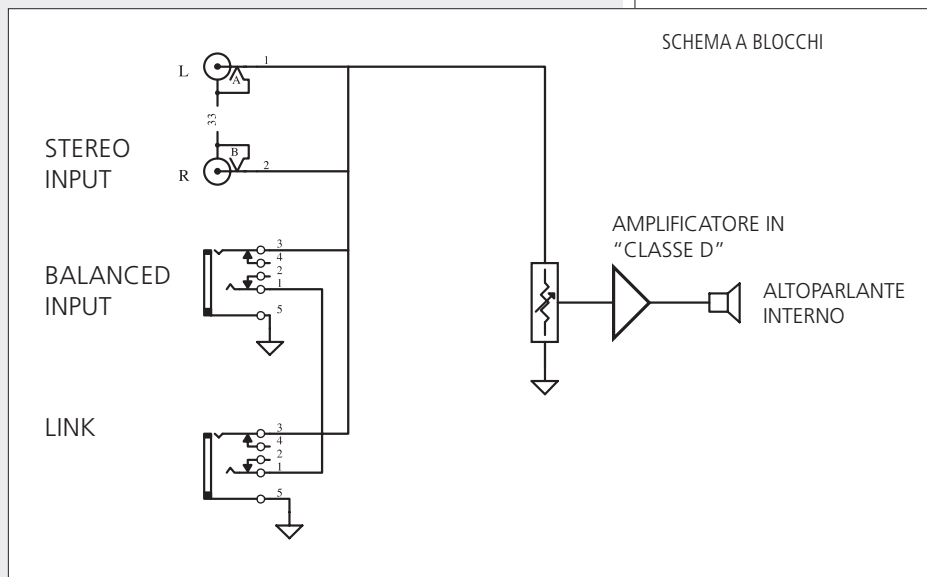 SCHEMA A BLOCCHI
L
1
A
33
B
R
2
STEREO
INPUT
BALANCED
INPUT
3
4
2
1
5
AMPLIFICATORE IN
“CLASSE D”
ALTOPARLANTE
INTERNO
LINK
3
4
2
1
5